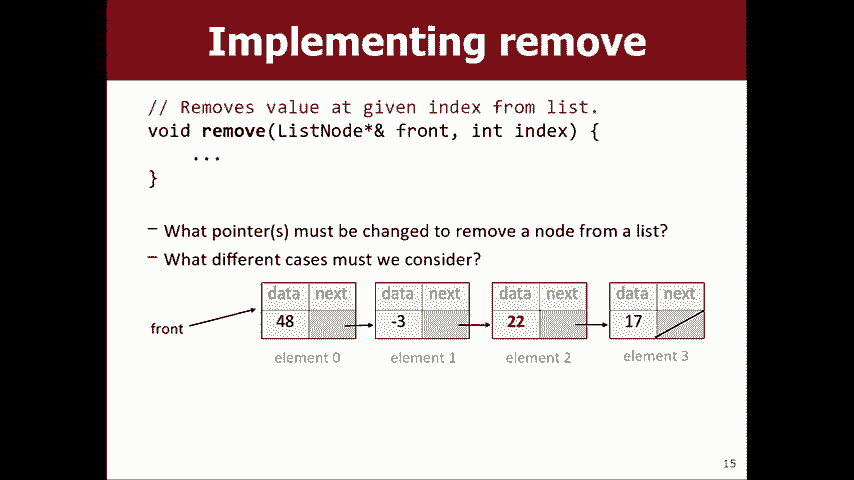 Implementing remove
// Removes value at given index from list.
void remove(ListNode*& front, int index) {
...
}
– What pointer(s) must be changed to remove a node from a list?
– What different cases must we consider?
data next data next data next data next
front 48 -3 22 17
element 0 element 1 element 2 element 3
15